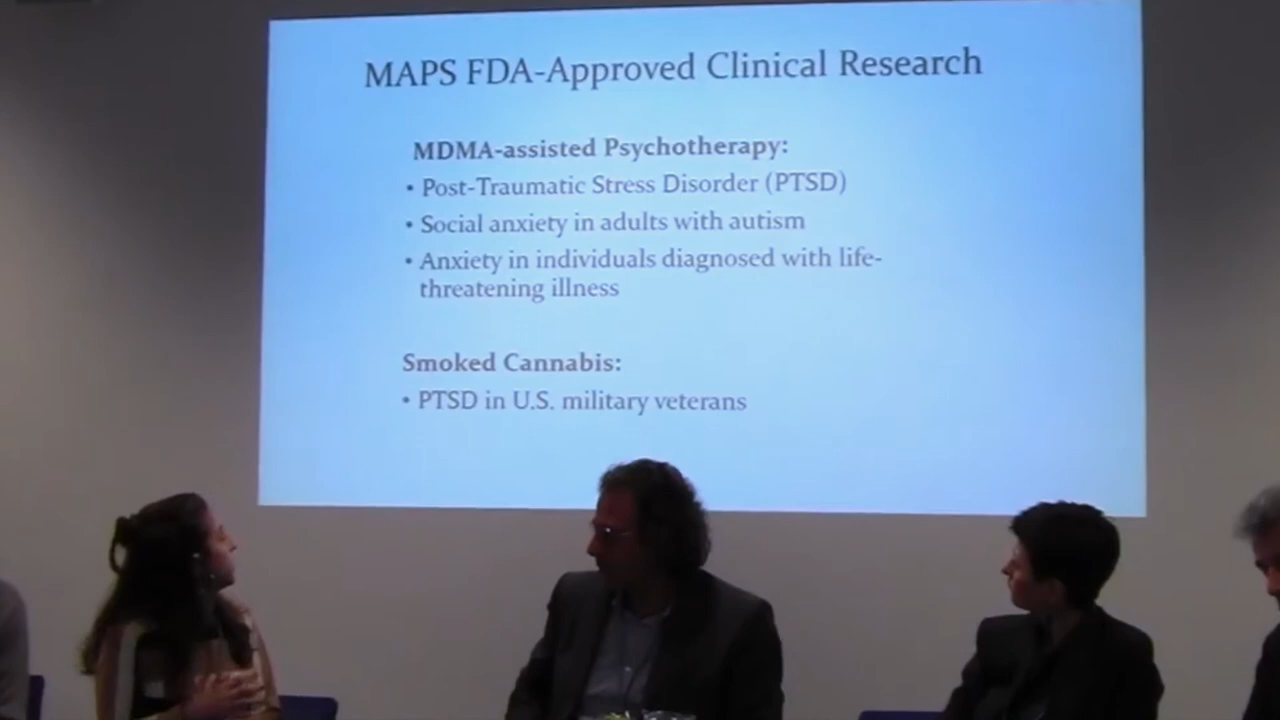 MAPS FDA-Approved Clinical Research
MDMA-assisted Psychotherapy:
• Post-Traumatic Stress Disorder (PTSD)
• Social anxiety in adults with autism
• Anxiety in individuals diagnosed with life-
threatening illness
Smoked Cannabis:
• PTSD in U.S. military veterans